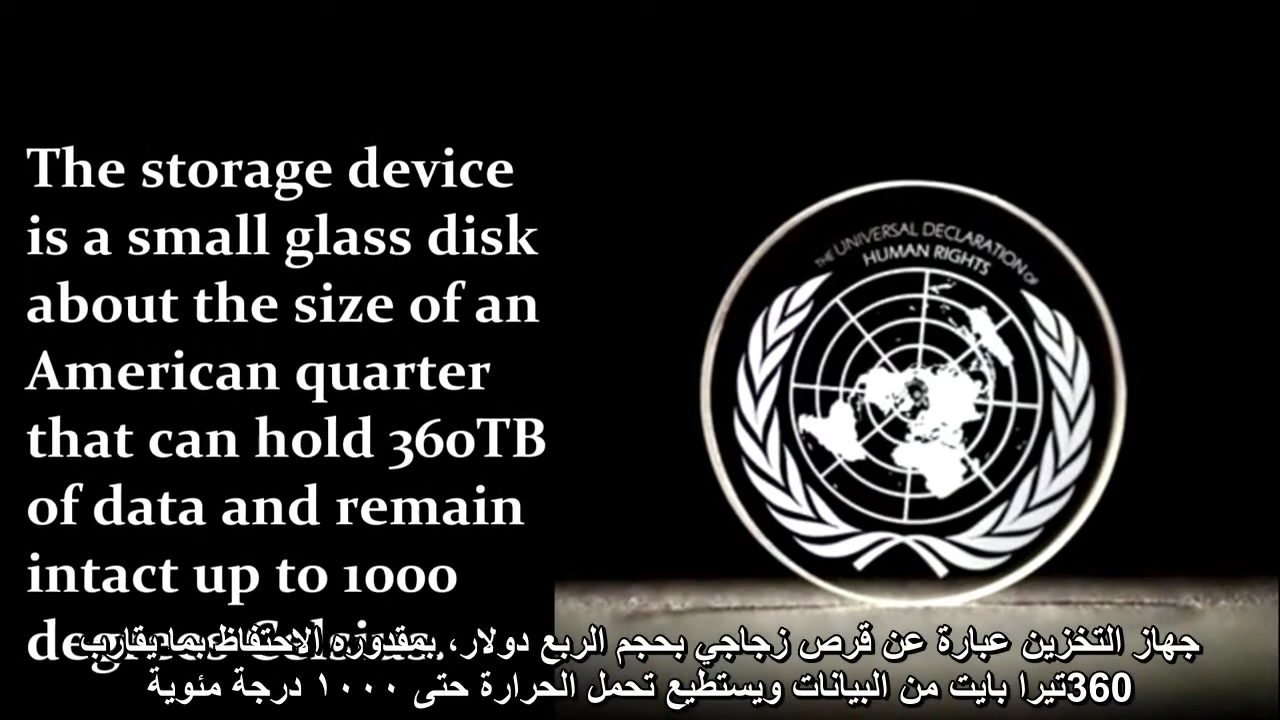 The storage device
is a small glass disk
about the size of an
American quarter
that can hold 360TB
of data and remain
intact up to 1000
degrees Celsius.
THE UNIVERSAL DECLARATION OF
HUMAN RIGHTS
جهاز التخزين عبارة عن قرص زجاجي بحجم الربع دولار، بمقدوره الاحتفاظ بما يقارب
360تيرا بايت من البيانات ويستطيع تحمل الحرارة حتى ١٠٠٠ درجة مئوية